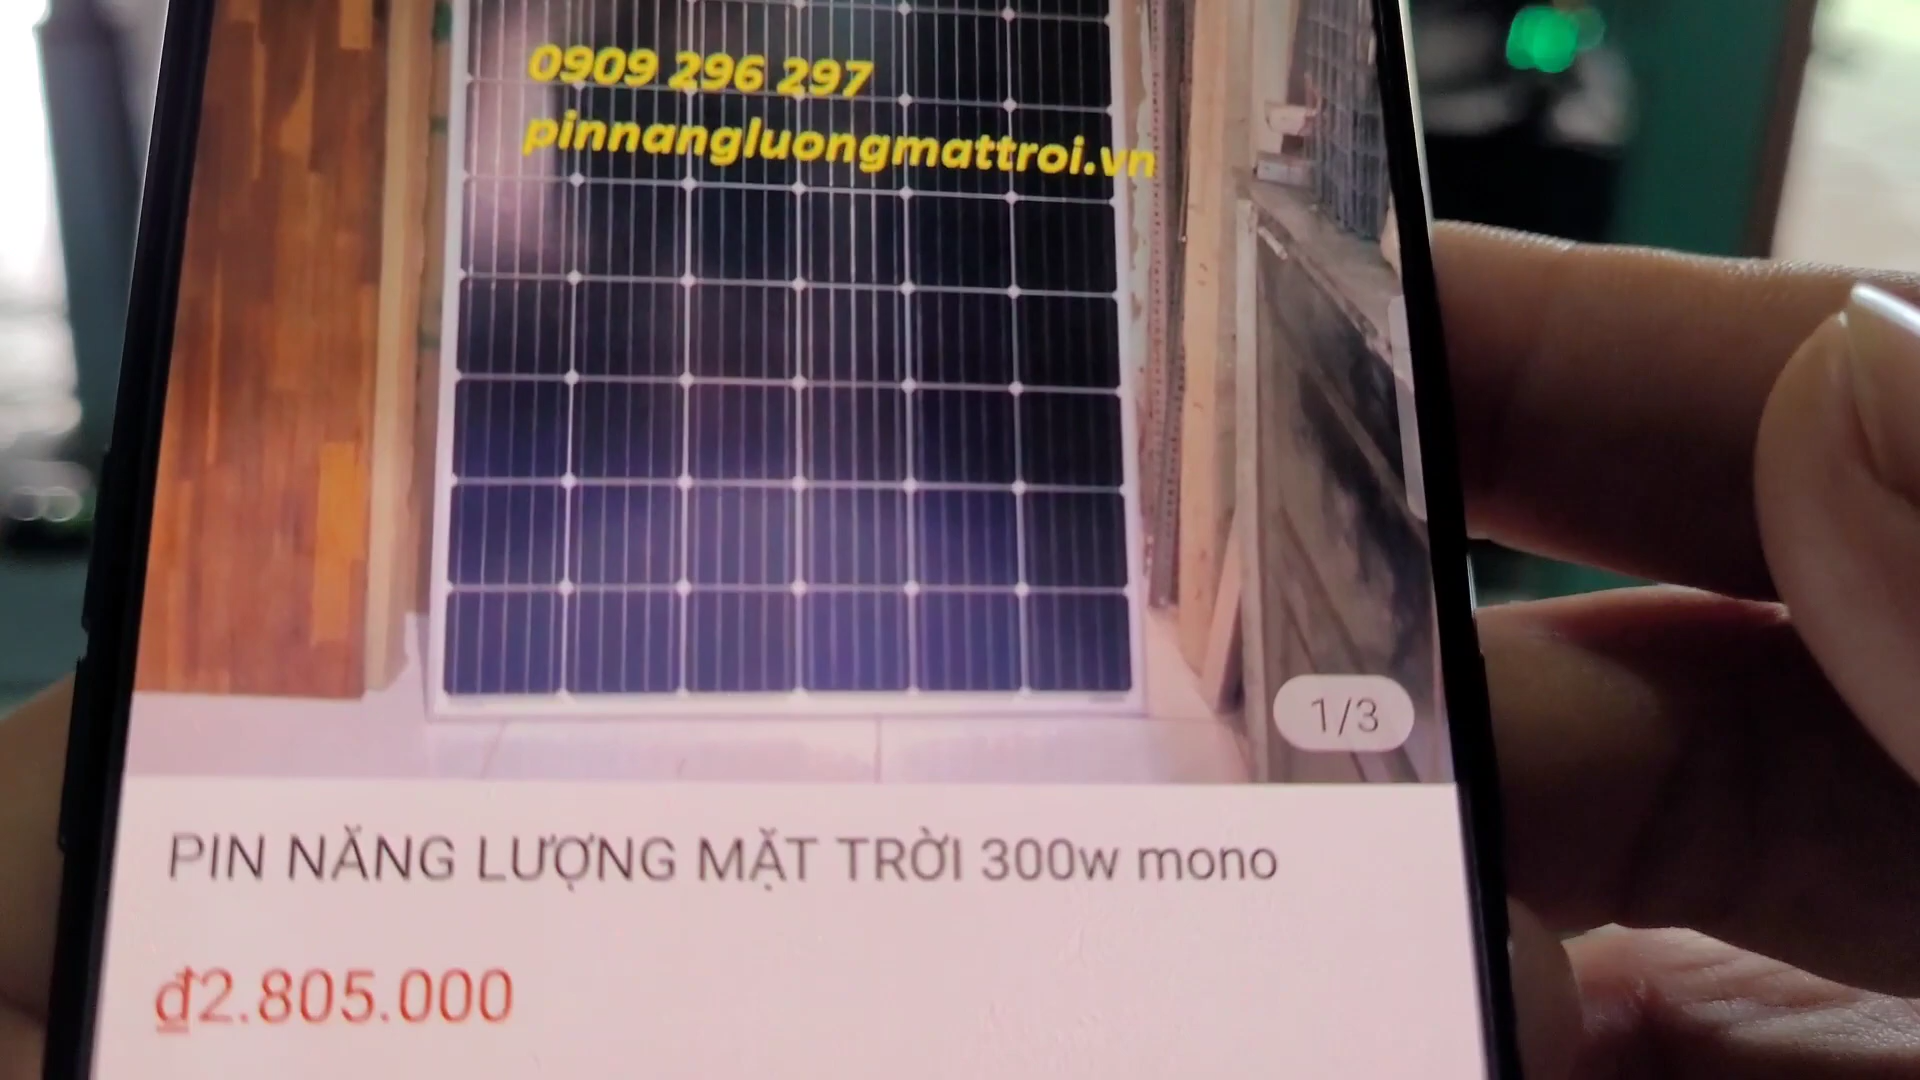 0909 296 297
pinnangluongmattroi.vn
1/3
PIN NĂNG LƯỢNG MẶT TRỜI 300w mono
₫2.805.000